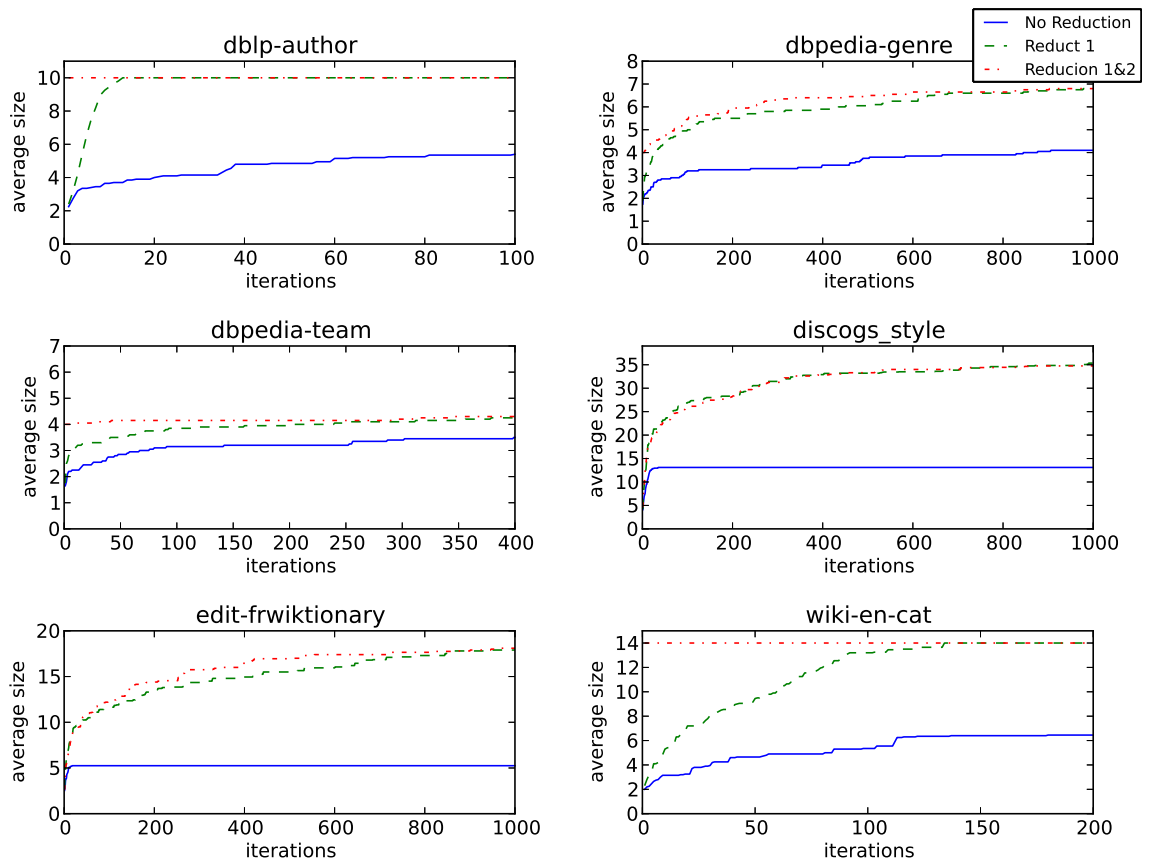 No Reduction
Reduct 1
Reducion 1&2
dblp-author
average size
0
2
4
6
8
10
0 20 40 60 80 100
iterations
dbpedia-genre
average size
0
1
2
3
4
5
6
7
8
0 200 400 600 800 1000
iterations
dbpedia-team
average size
0
1
2
3
4
5
6
7
0 50 100 150 200 250 300 350 400
iterations
discogs_style
average size
0
5
10
15
20
25
30
35
0 200 400 600 800 1000
iterations
edit-frwiktionary
average size
0
5
10
15
20
0 200 400 600 800 1000
iterations
wiki-en-cat
average size
0
2
4
6
8
10
12
14
0 50 100 150 200
iterations